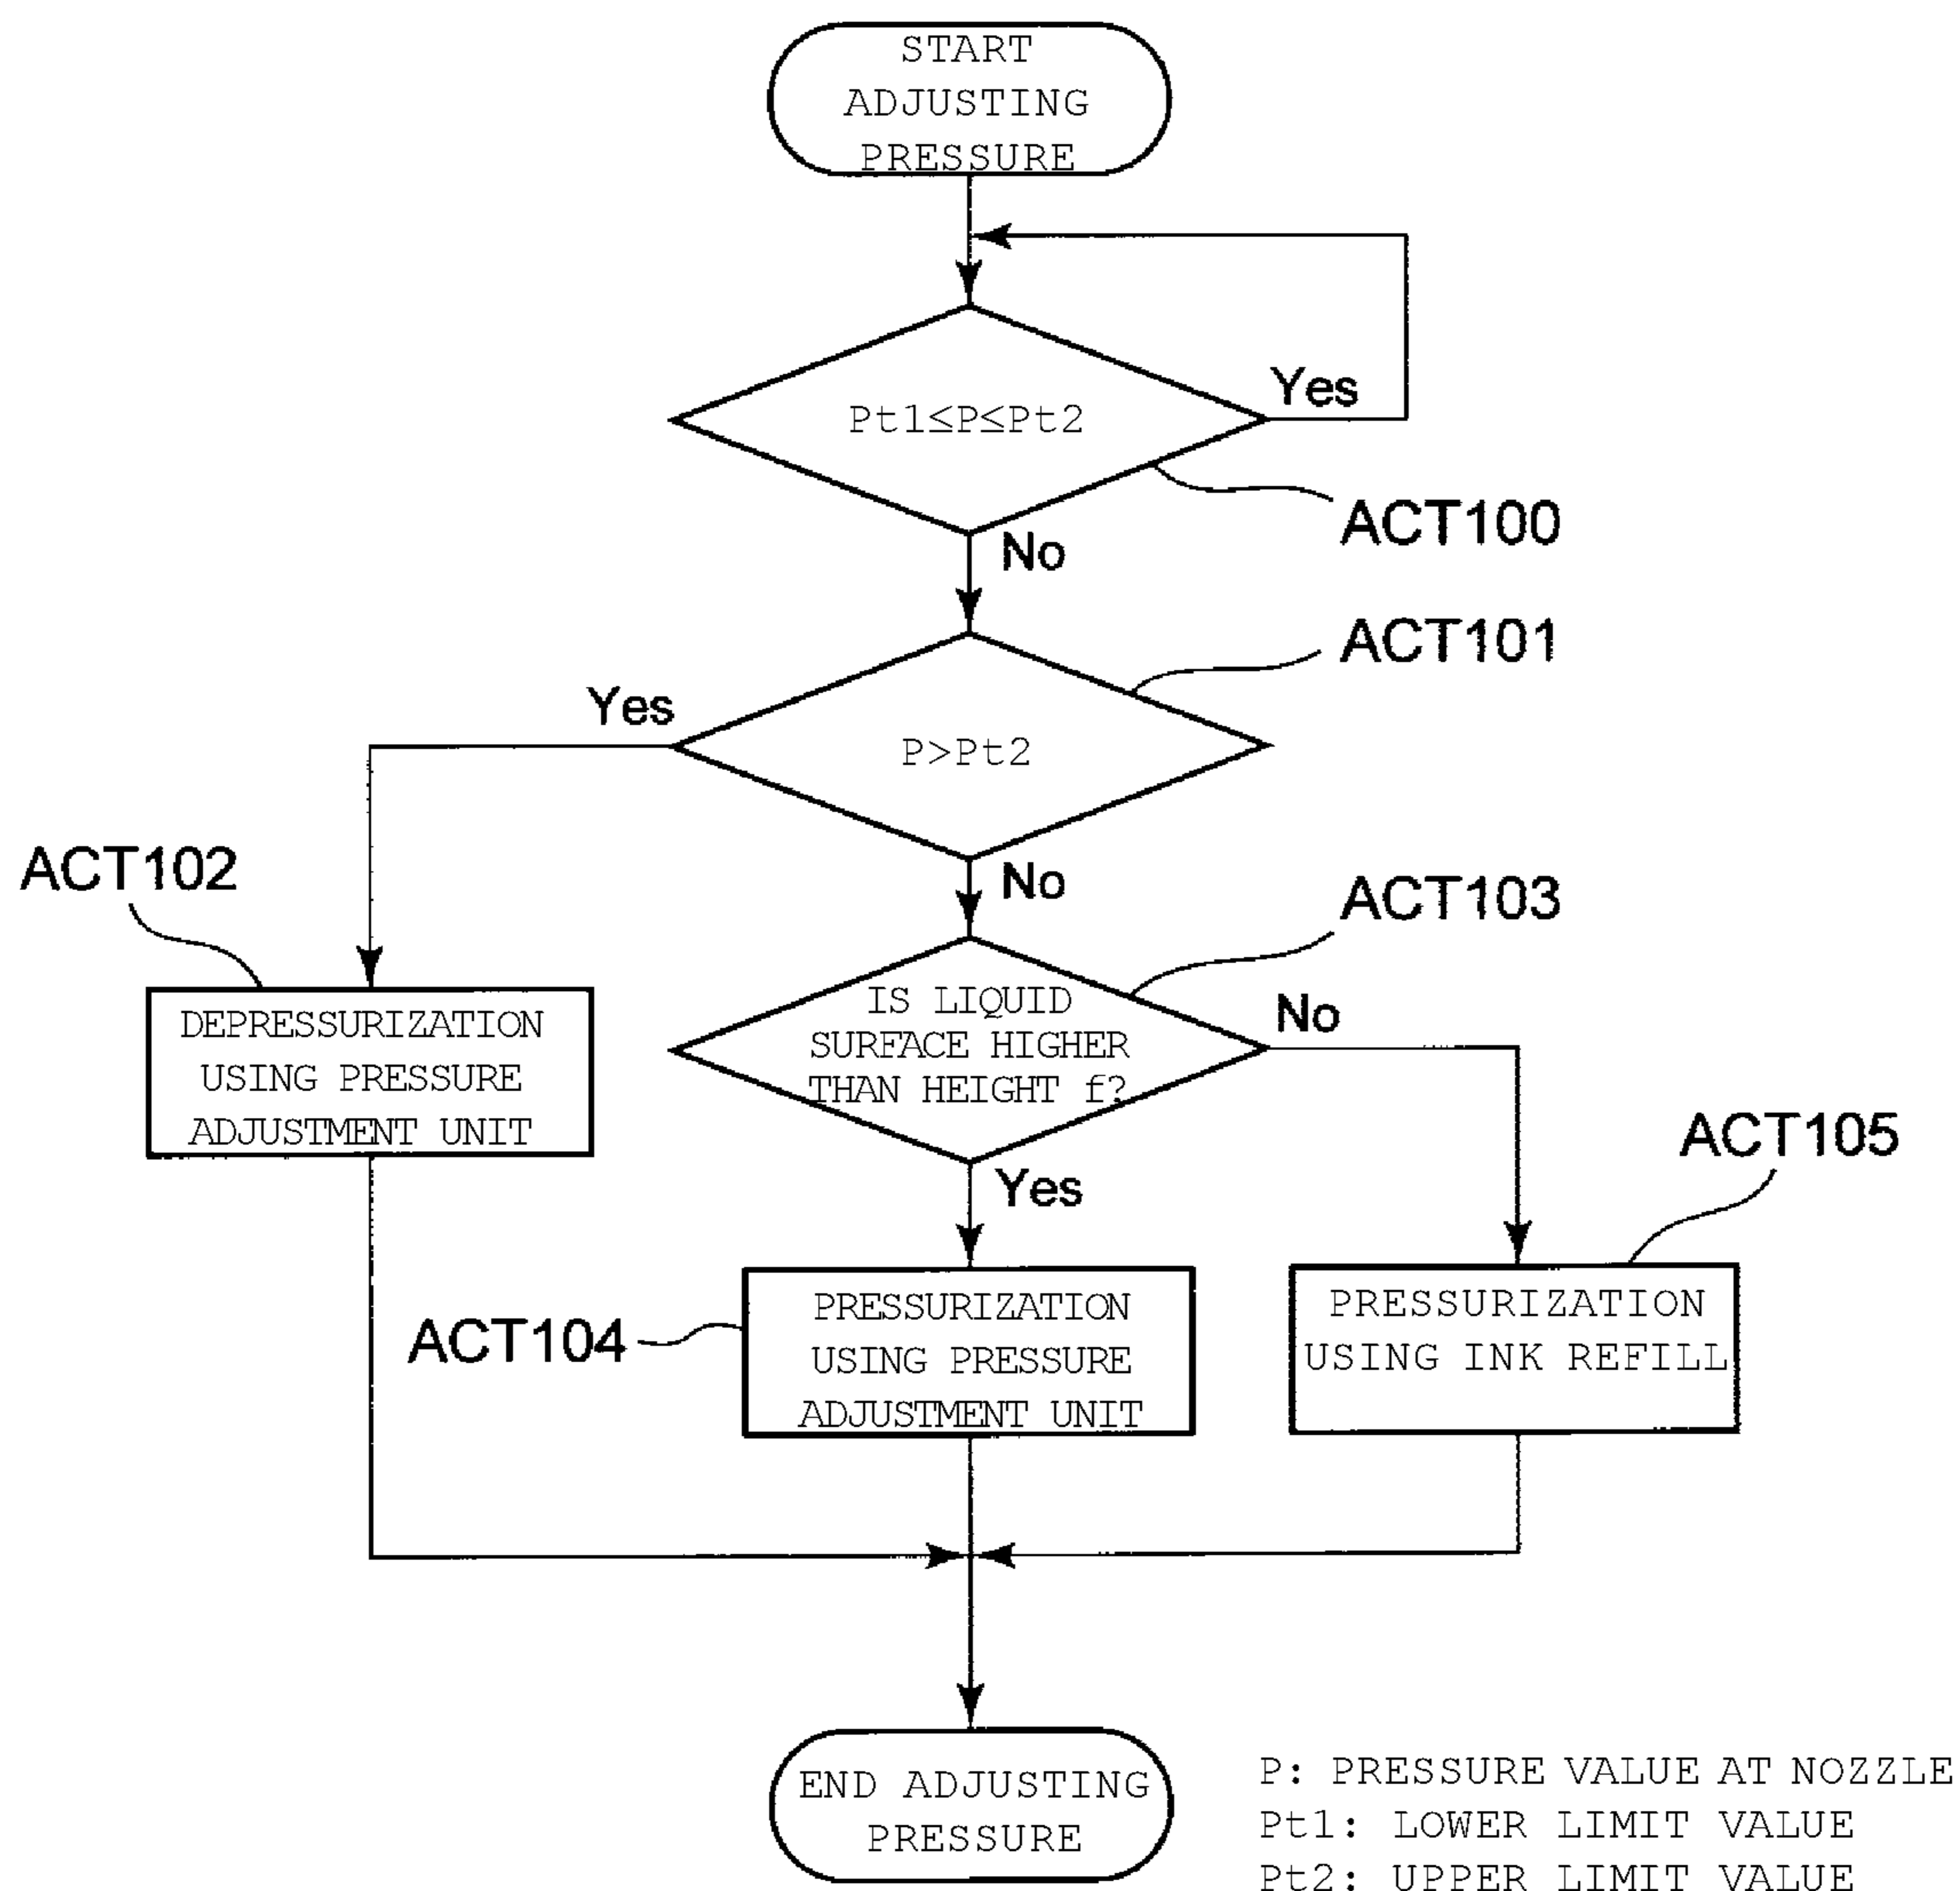 START
ADJUSTING
PRESSURE
Pt1≤P≤Pt2
Yes
ACT100
No
ACT101
Yes
P>Pt2
No
ACT102
ACT103
DEPRESSURIZATION
USING PRESSURE
ADJUSTMENT UNIT
IS LIQUID
SURFACE HIGHER
THAN HEIGHT f?
No
Yes
ACT105
ACT104
PRESSURIZATION
USING PRESSURE
ADJUSTMENT UNIT
PRESSURIZATION
USING INK REFILL
END ADJUSTING
PRESSURE
P: PRESSURE VALUE AT NOZZLE
Pt1: LOWER LIMIT VALUE
Pt2: UPPER LIMIT VALUE